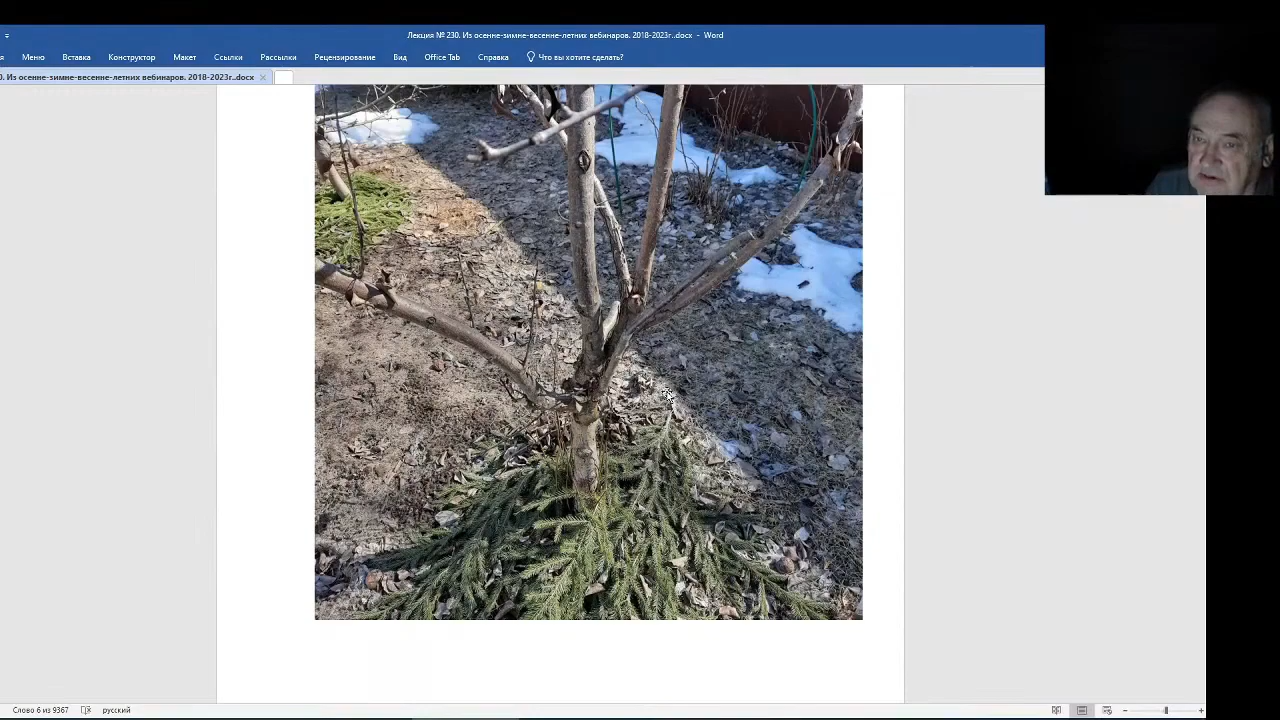 Лекция № 230. Из осенне-зимне-весенне-летних вебинаров. 2018-2023г..docx - Word
Меню Вставка Конструктор Макет Ссылки Рассылки Рецензирование Вид Office Tab Справка Что вы хотите сделать?
0. Из осенне-зимне-весенне-летних вебинаров. 2018-2023г..docx
Слово 6 из 9367 русский